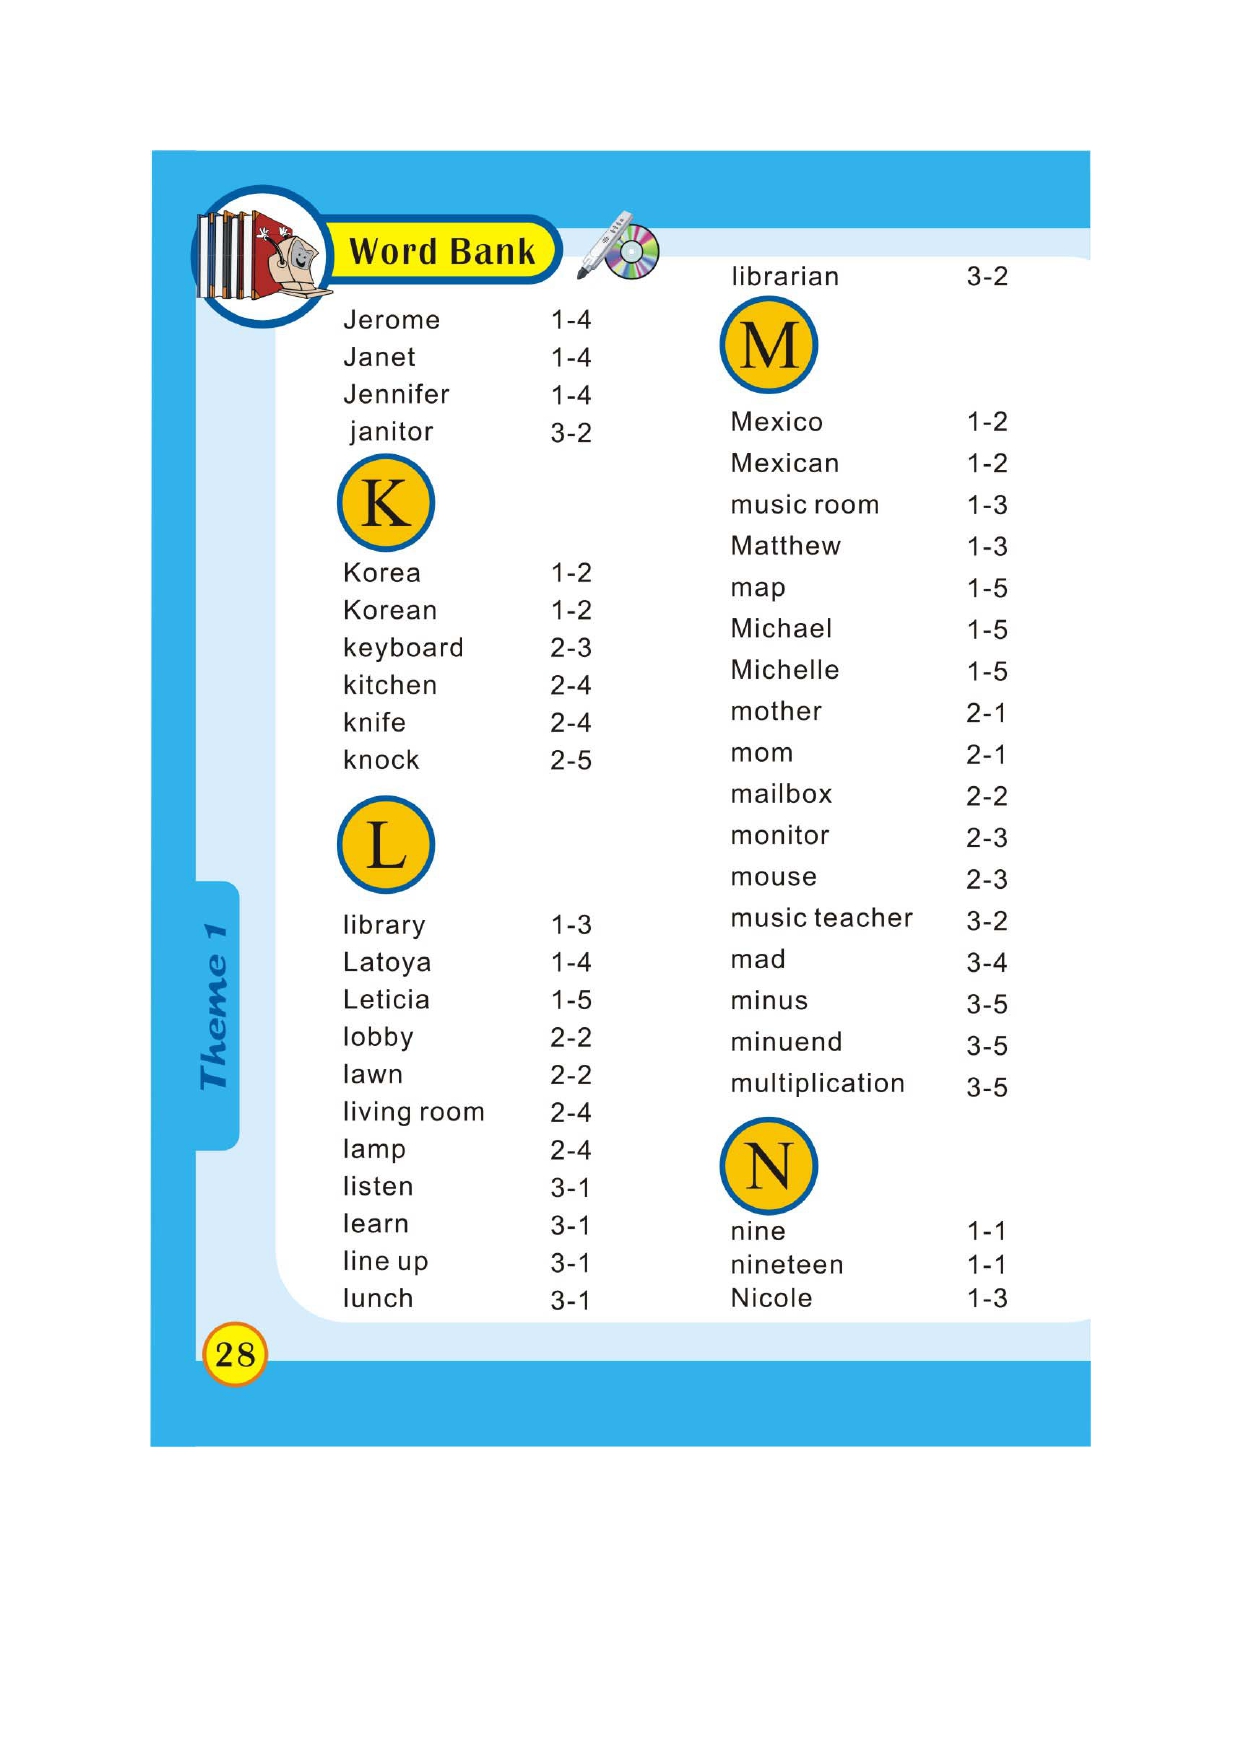 Word Bank
Jerome 1-4
Janet 1-4
Jennifer 1-4
janitor 3-2
K
Korea 1-2
Korean 1-2
keyboard 2-3
kitchen 2-4
knife 2-4
knock 2-5
L
library 1-3
Latoya 1-4
Leticia 1-5
lobby 2-2
lawn 2-2
living room 2-4
lamp 2-4
listen 3-1
learn 3-1
line up 3-1
lunch 3-1
librarian 3-2
M
Mexico 1-2
Mexican 1-2
music room 1-3
Matthew 1-3
map 1-5
Michael 1-5
Michelle 1-5
mother 2-1
mom 2-1
mailbox 2-2
monitor 2-3
mouse 2-3
music teacher 3-2
mad 3-4
minus 3-5
minuend 3-5
multiplication 3-5
N
nine 1-1
nineteen 1-1
Nicole 1-3
Theme 1
28